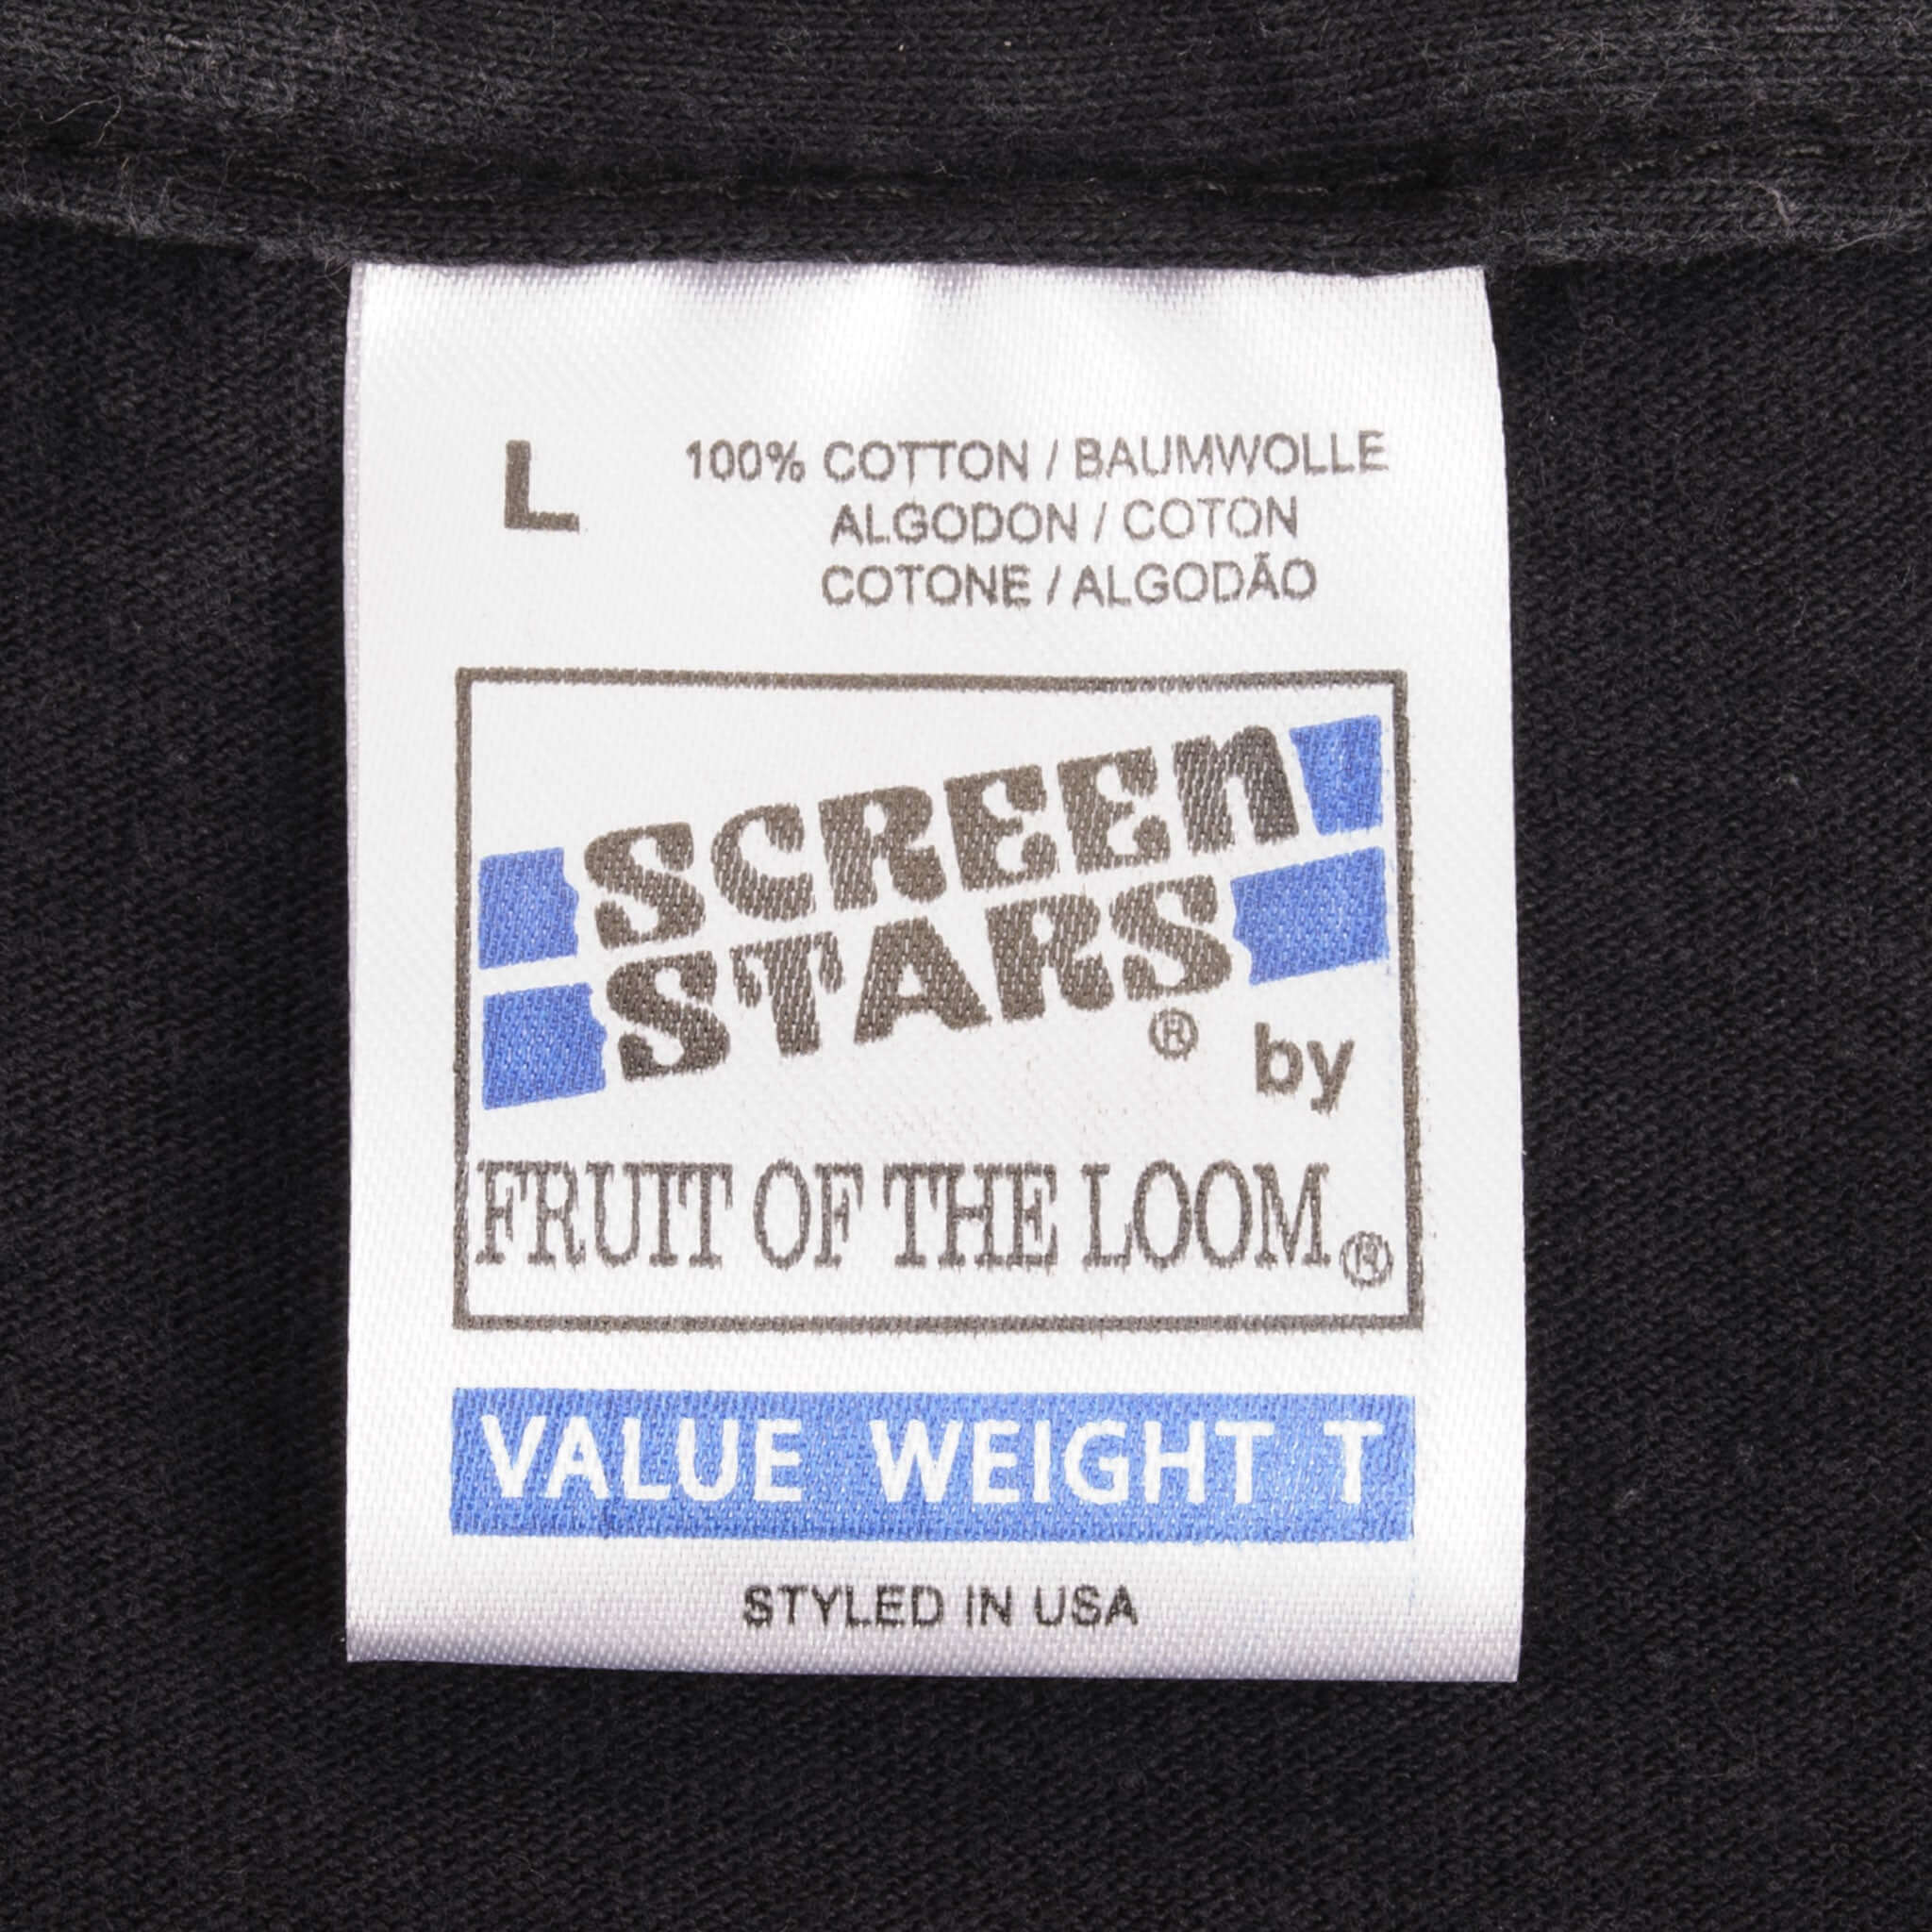 L
100% COTTON / BAUMWOLLE
ALGODON / COTON
COTONE / ALGODÃO
SCREEn
STARS®
by
FRUIT OF THE LOOM®
VALUE WEIGHT T
STYLED IN USA